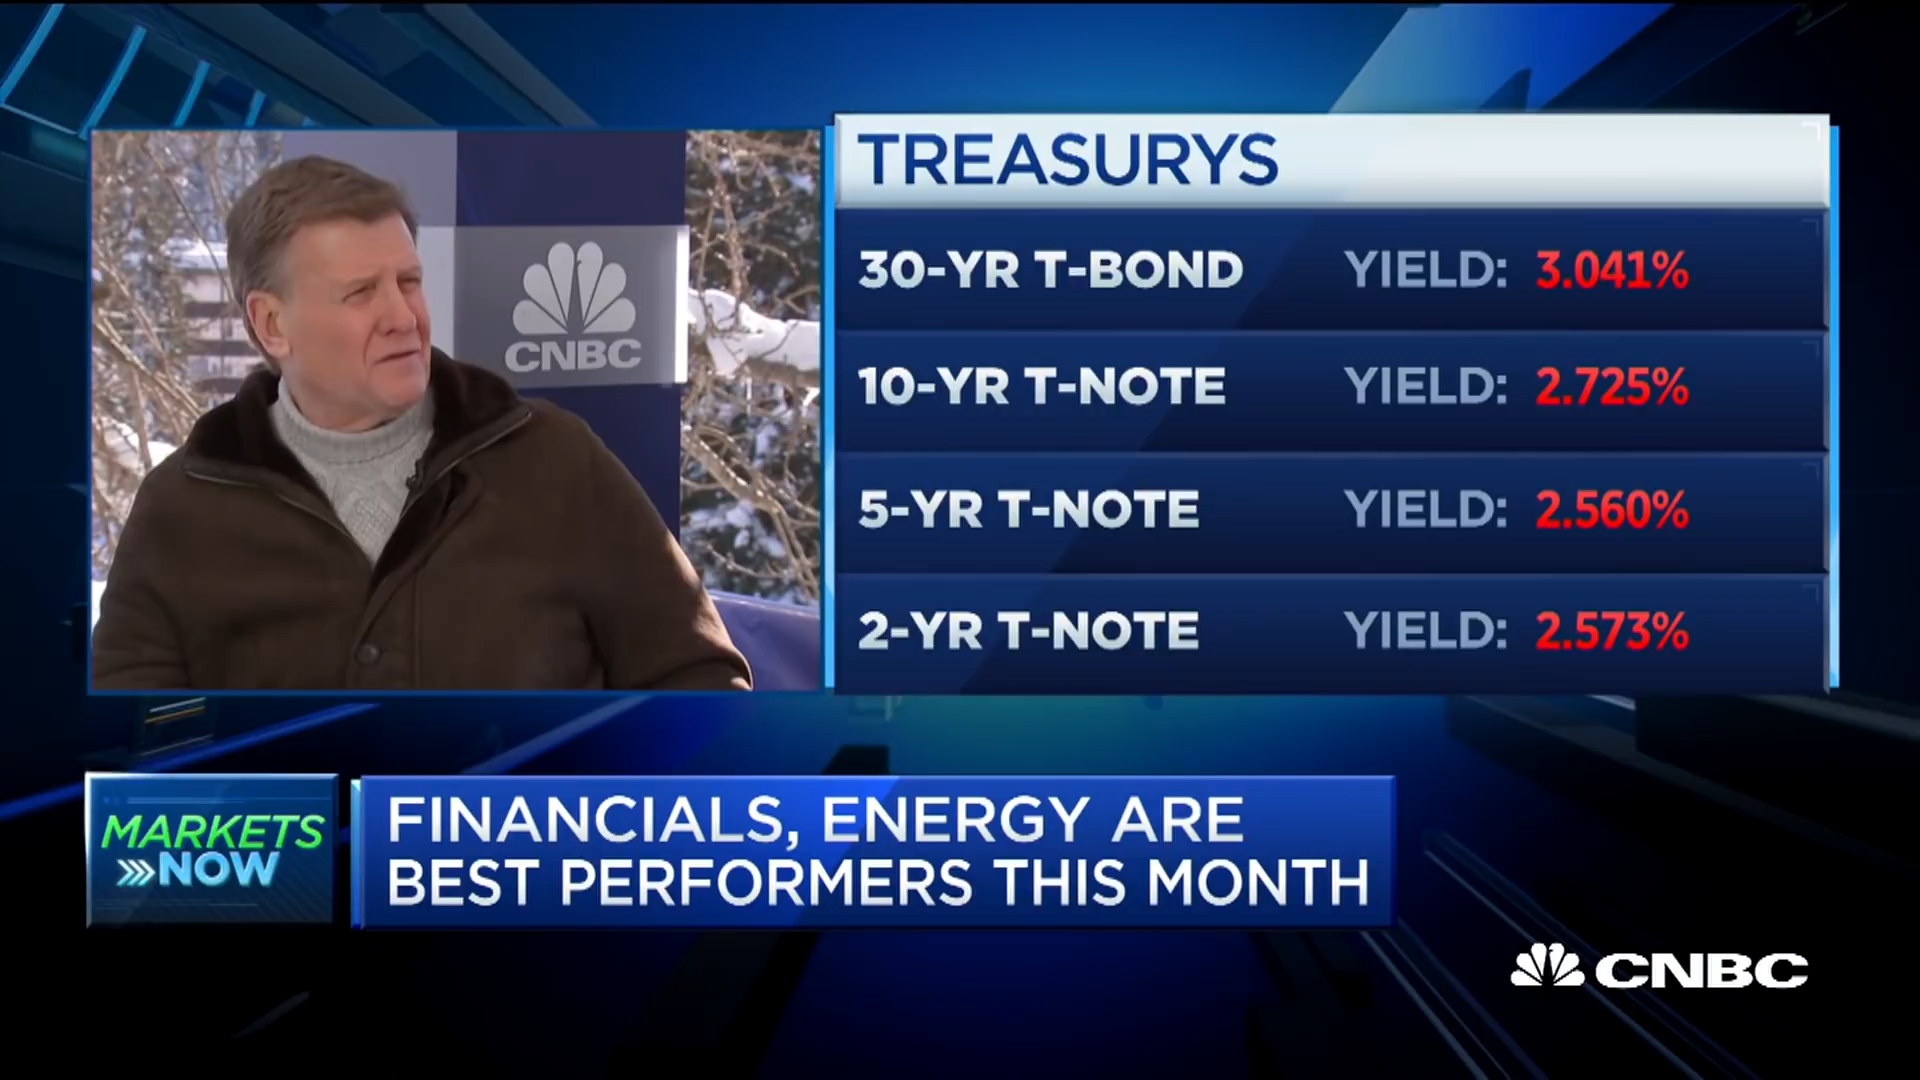 TREASURYS
30-YR T-BOND YIELD: 3.041%
10-YR T-NOTE YIELD: 2.725%
5-YR T-NOTE YIELD: 2.560%
2-YR T-NOTE YIELD: 2.573%
CNBC
MARKETS
NOW
FINANCIALS, ENERGY ARE
BEST PERFORMERS THIS MONTH
CNBC